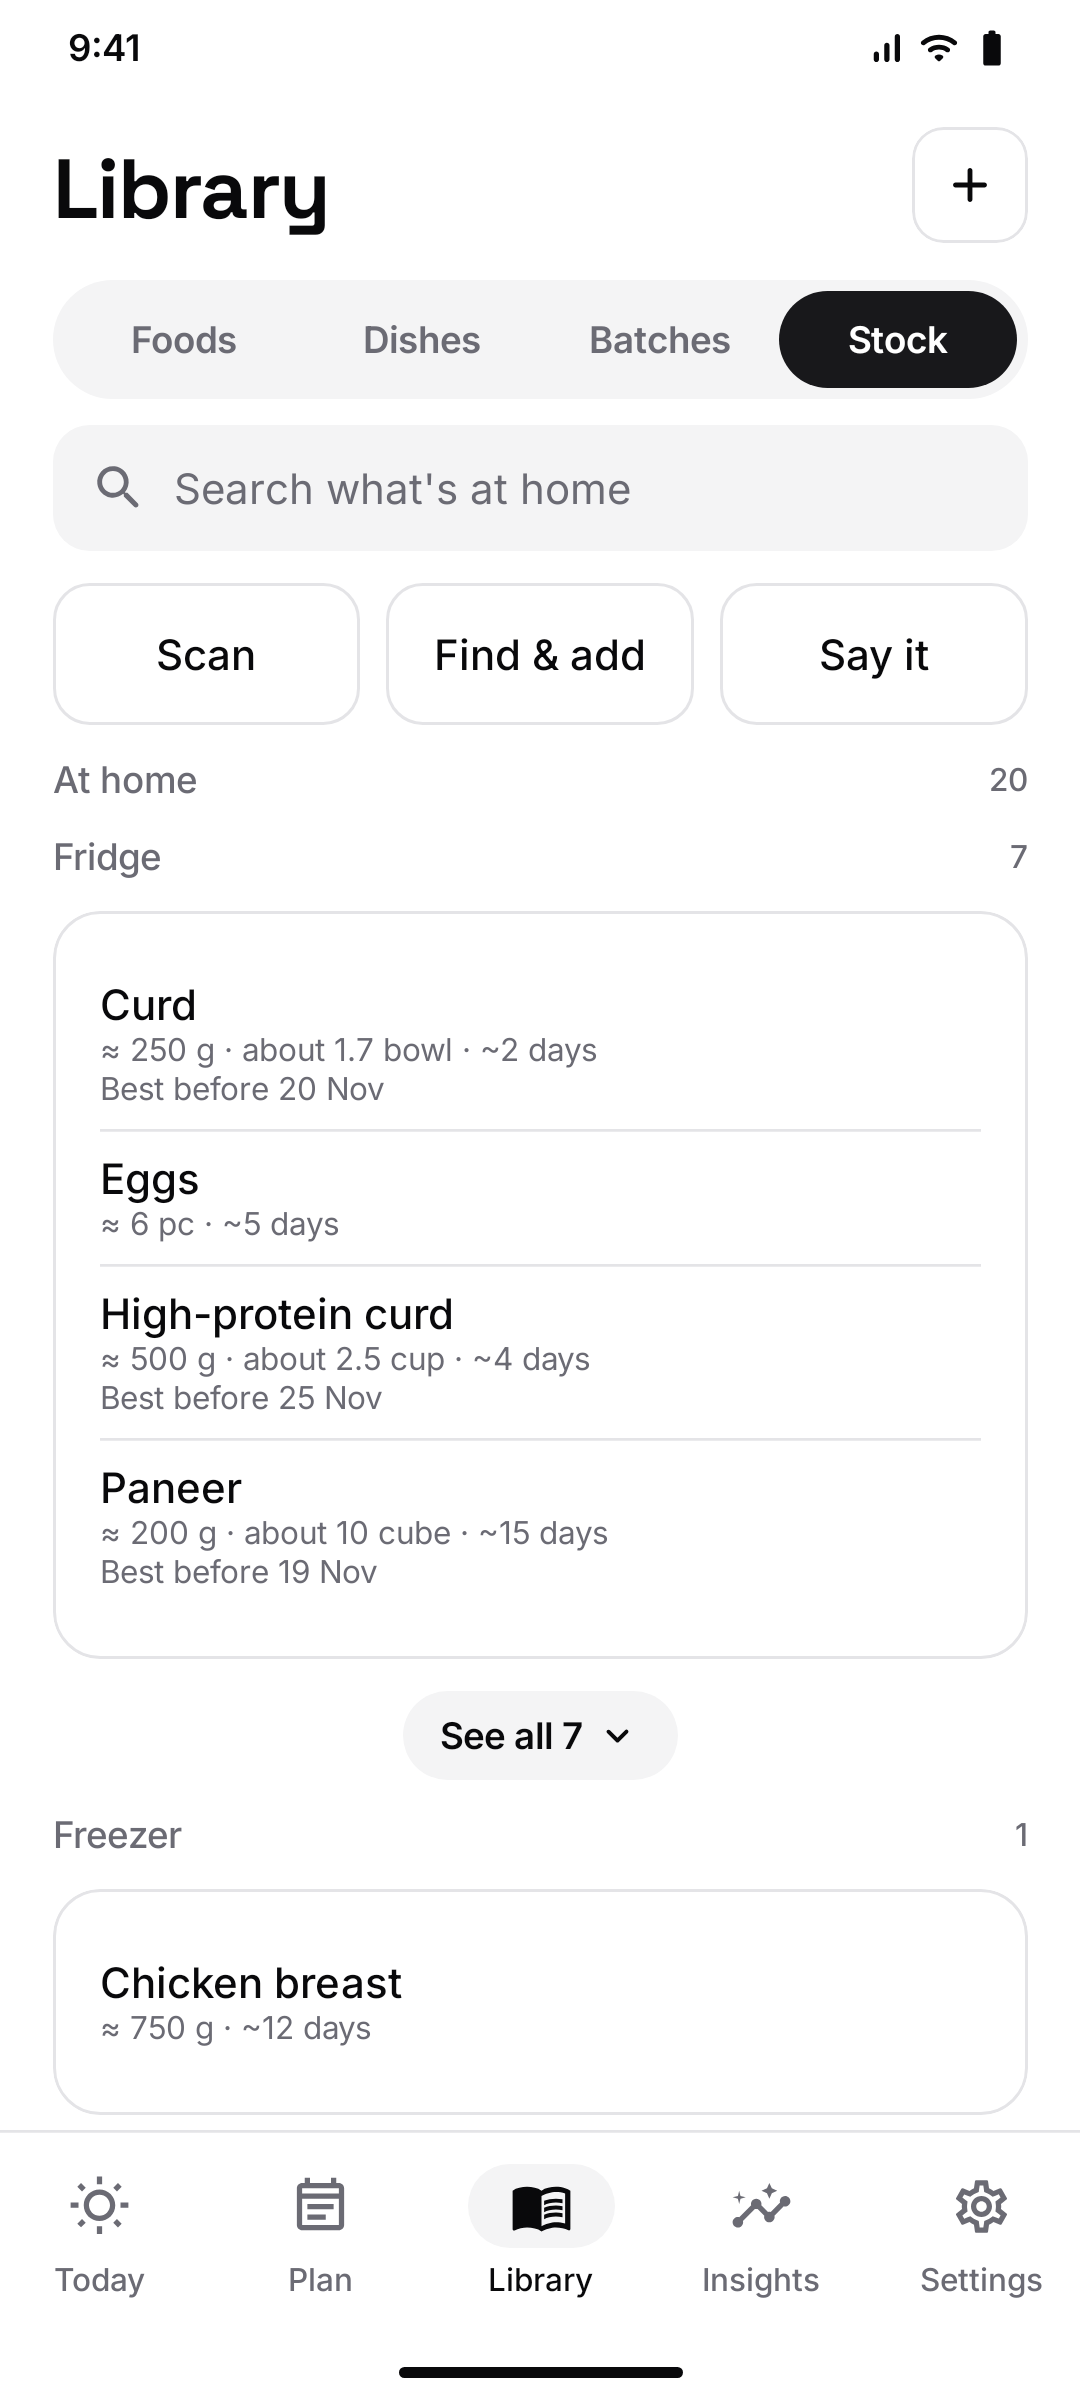 9:41
Library
Foods Dishes Batches Stock
Search what's at home
Scan Find & add Say it
At home 20
Fridge 7
Curd
≈ 250 g · about 1.7 bowl · ~2 days
Best before 20 Nov
Eggs
≈ 6 pc · ~5 days
High-protein curd
≈ 500 g · about 2.5 cup · ~4 days
Best before 25 Nov
Paneer
≈ 200 g · about 10 cube · ~15 days
Best before 19 Nov
See all 7
Freezer 1
Chicken breast
≈ 750 g · ~12 days
Today Plan Library Insights Settings